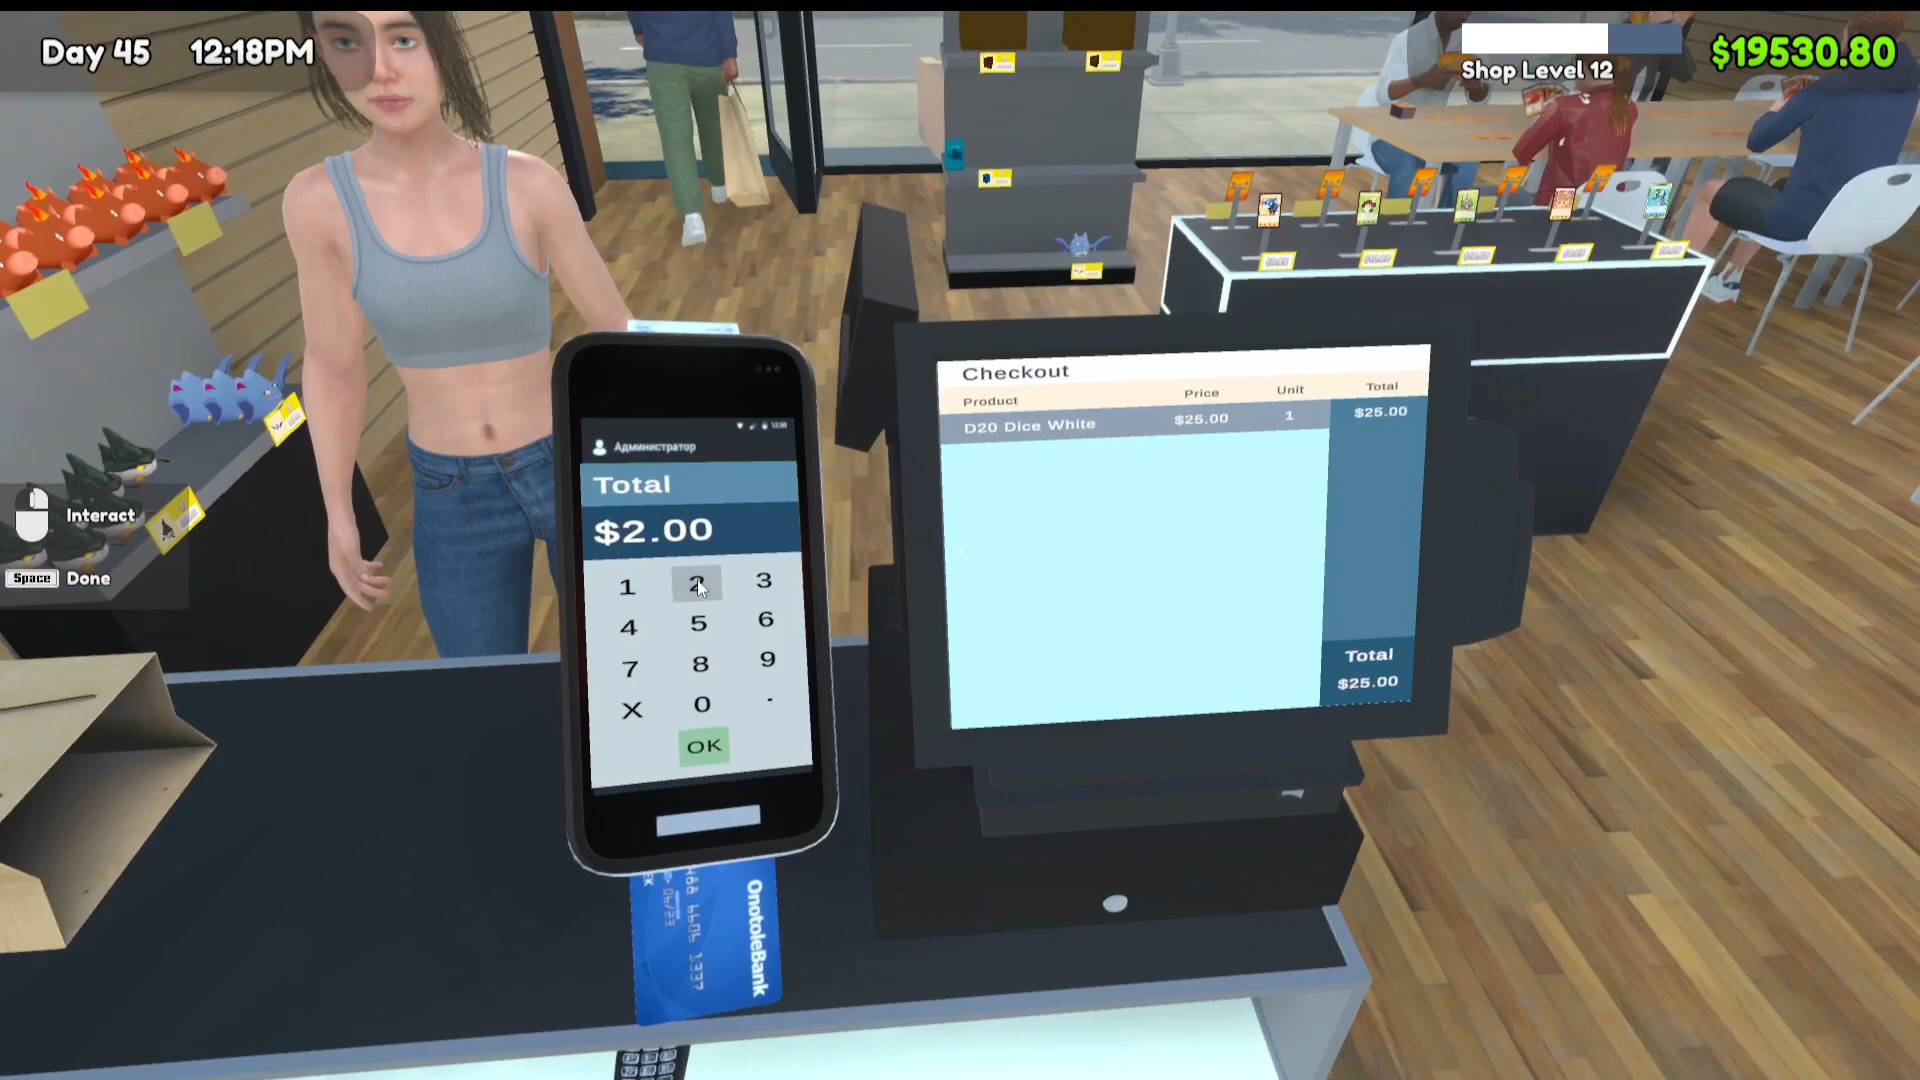 Day 45 12:18PM
Shop Level 12
$19530.80
Interact
Space Done
Администратор
Total
$2.00
1 2 3
4 5 6
7 8 9
X 0 .
OK
Checkout
Product Price Unit Total
D20 Dice White $25.00 1 $25.00
Total
$25.00
OnotoleBank